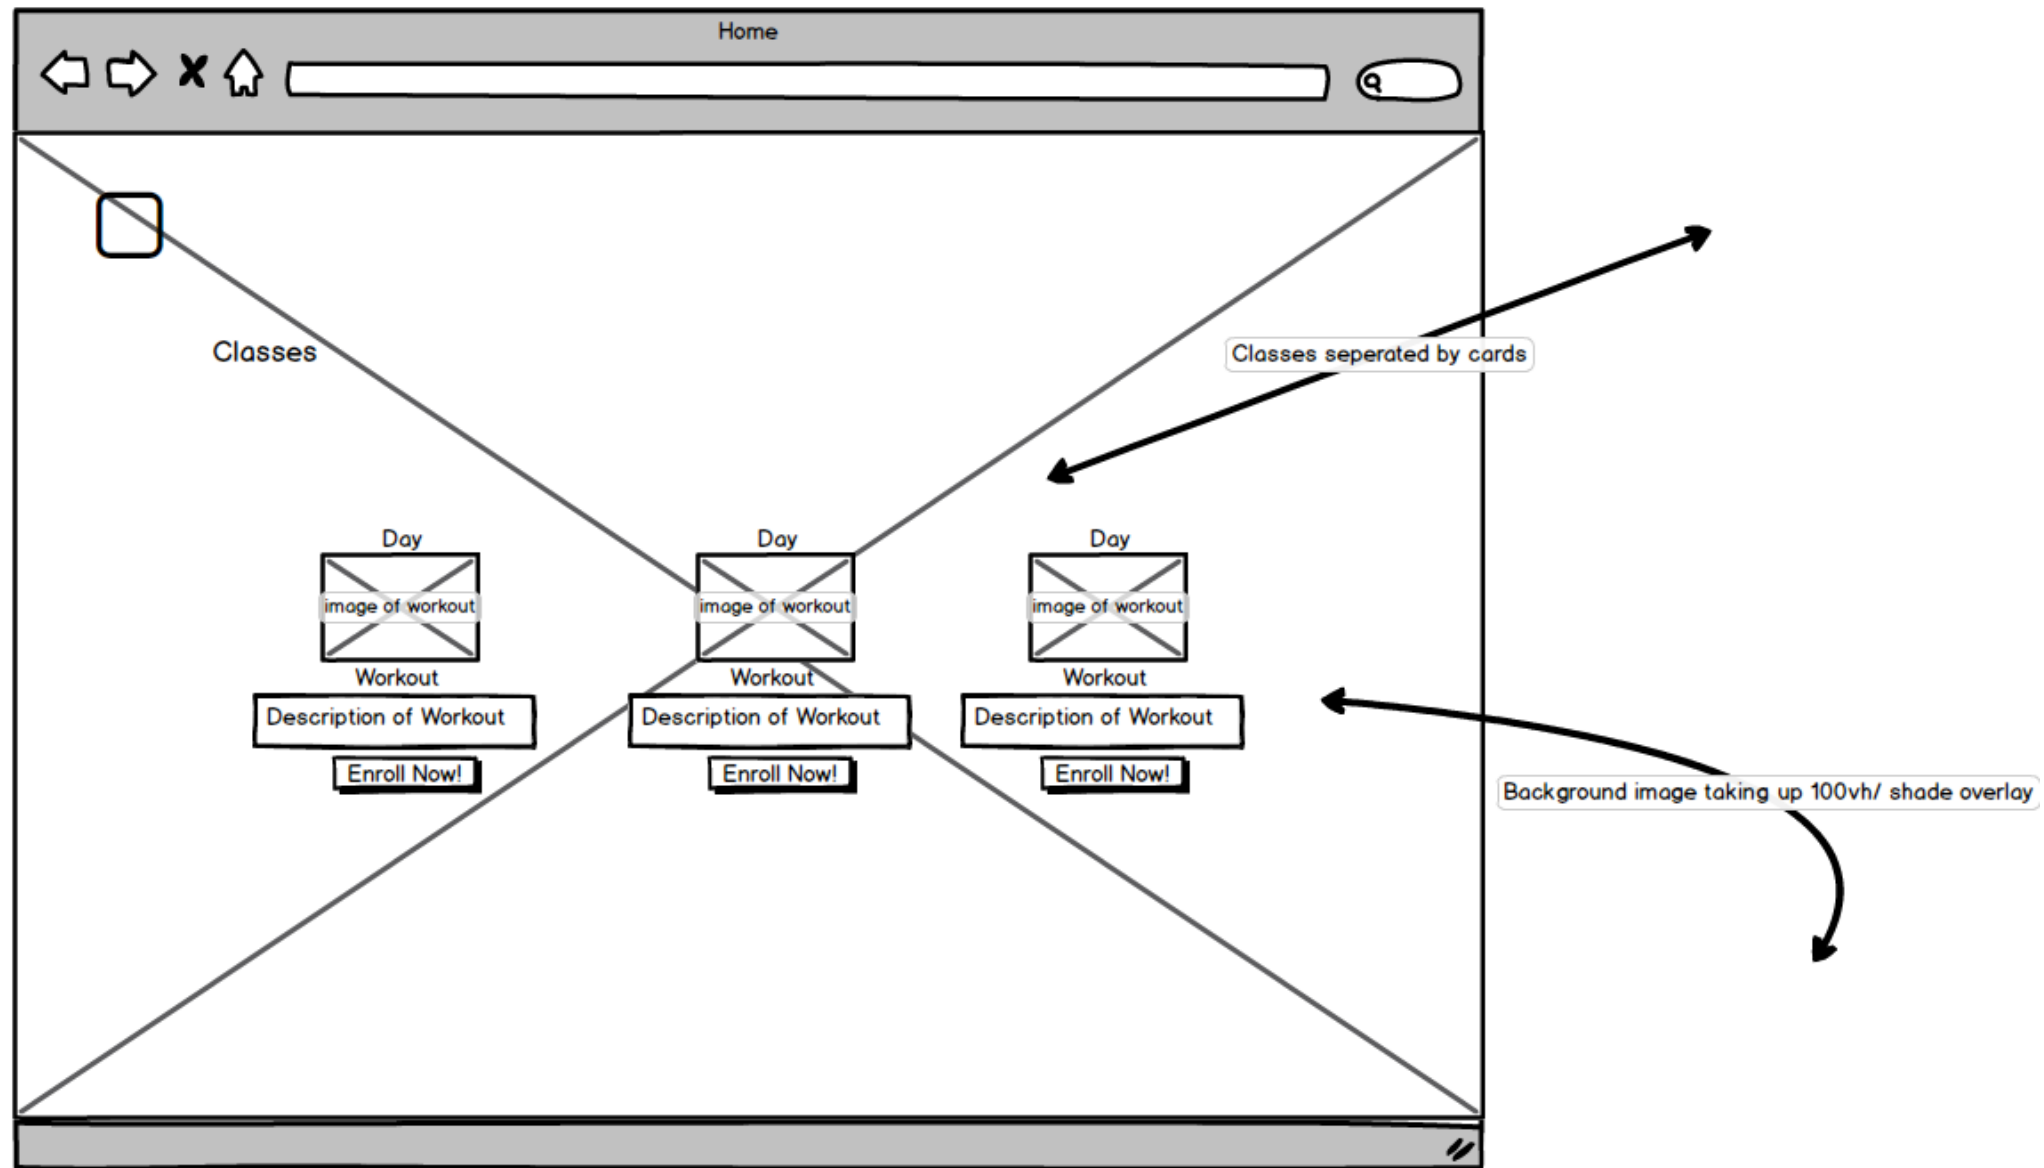 Home
Classes
Classes seperated by cards
Day
Day
Day
image of workout
image of workout
image of workout
Workout
Workout
Workout
Description of Workout
Description of Workout
Description of Workout
Enroll Now!
Enroll Now!
Enroll Now!
Background image taking up 100vh/ shade overlay